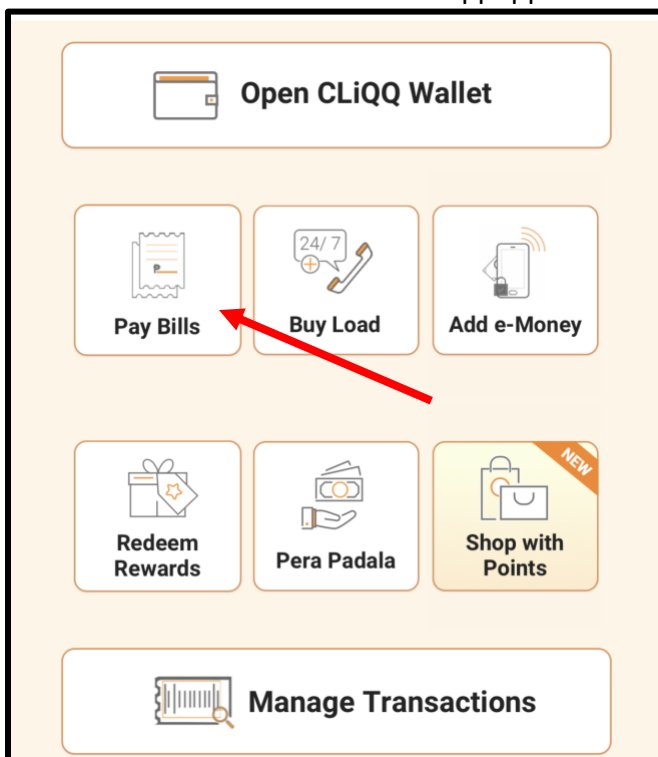 Open CLiQQ Wallet
24/7
Pay Bills
Buy Load
Add e-Money
NEW
Redeem
Rewards
Pera Padala
Shop with
Points
Manage Transactions